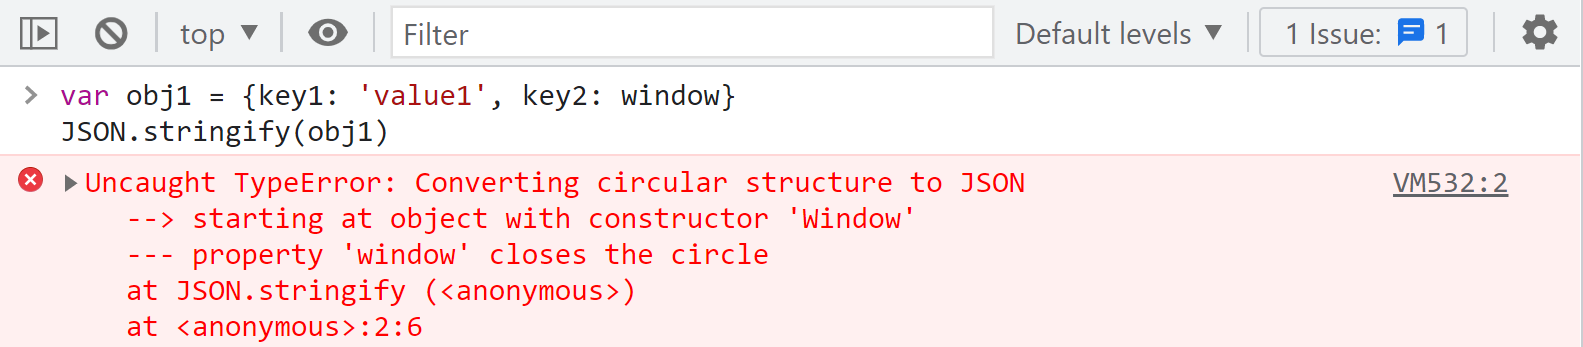 top ▼ Filter Default levels ▼ 1 Issue: 1
> var obj1 = {key1: 'value1', key2: window}
JSON.stringify(obj1)
▶Uncaught TypeError: Converting circular structure to JSON VM532:2
--> starting at object with constructor 'Window'
--- property 'window' closes the circle
at JSON.stringify (<anonymous>)
at <anonymous>:2:6